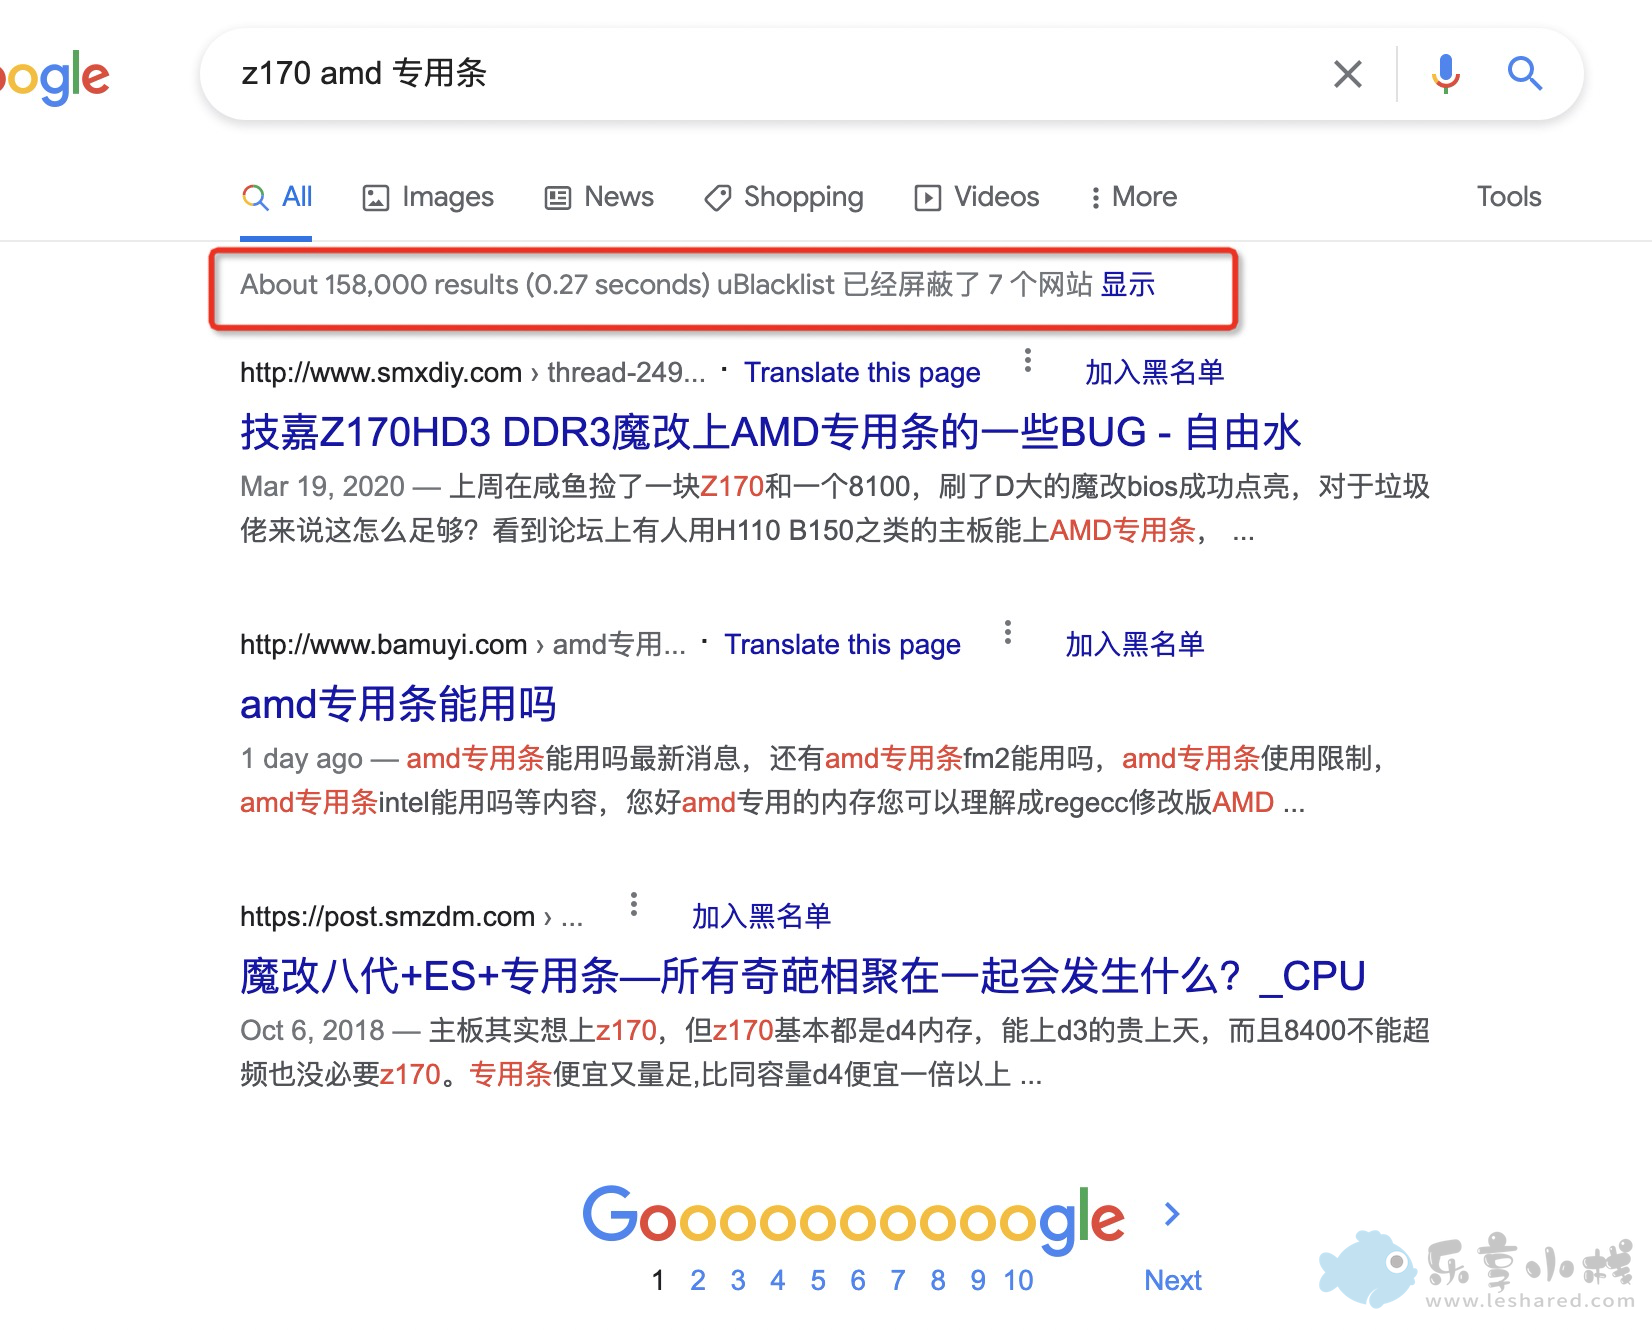 oogle
z170 amd 专用条
All Images News Shopping Videos More Tools
About 158,000 results (0.27 seconds) uBlacklist 已经屏蔽了 7 个网站 显示
http://www.smxdiy.com › thread-249... · Translate this page 加入黑名单
技嘉Z170HD3 DDR3魔改上AMD专用条的一些BUG - 自由水
Mar 19, 2020 — 上周在咸鱼捡了一块Z170和一个8100，刷了D大的魔改bios成功点亮，对于垃圾
佬来说这怎么足够？看到论坛上有人用H110 B150之类的主板能上AMD专用条， ...
http://www.bamuyi.com › amd专用... · Translate this page 加入黑名单
amd专用条能用吗
1 day ago — amd专用条能用吗最新消息，还有amd专用条fm2能用吗，amd专用条使用限制，
amd专用条intel能用吗等内容，您好amd专用的内存您可以理解成regecc修改版AMD ...
https://post.smzdm.com › ... 加入黑名单
魔改八代+ES+专用条—所有奇葩相聚在一起会发生什么？_CPU
Oct 6, 2018 — 主板其实想上z170，但z170基本都是d4内存，能上d3的贵上天，而且8400不能超
频也没必要z170。专用条便宜又量足,比同容量d4便宜一倍以上 ...
Goooooooooogle
1 2 3 4 5 6 7 8 9 10 Next
乐享小栈
www.leshared.com